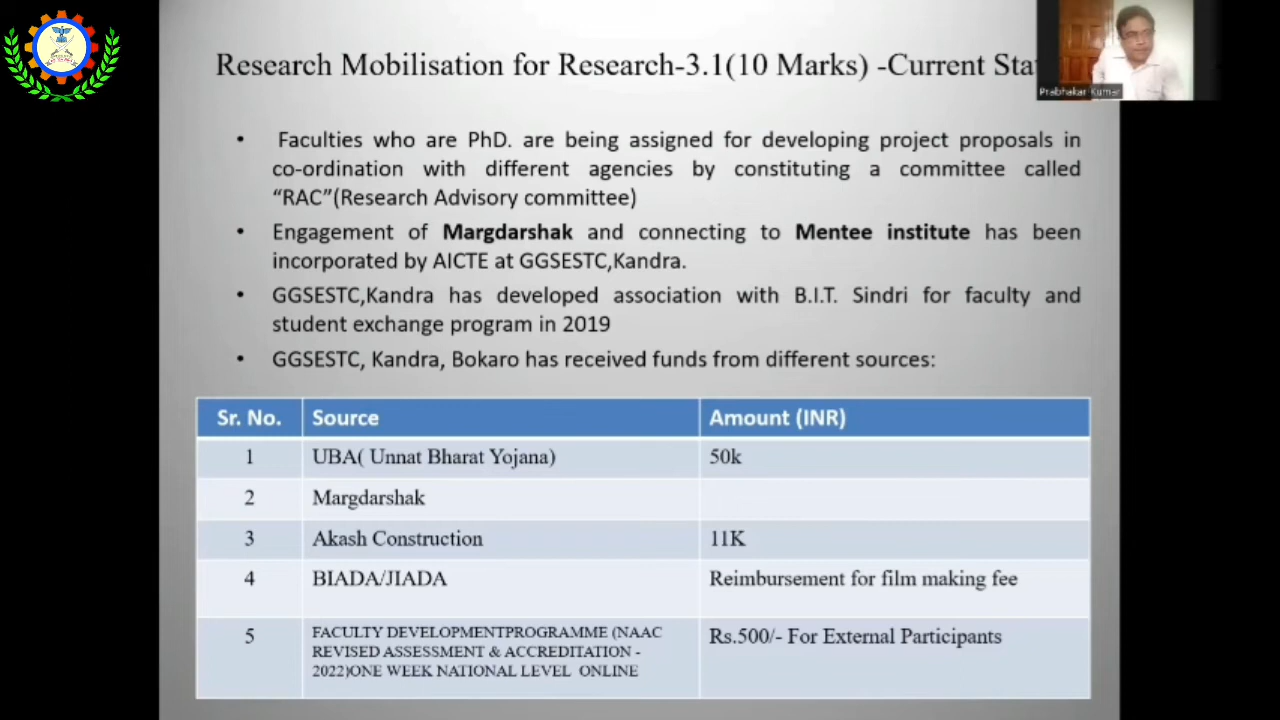 Research Mobilisation for Research-3.1(10 Marks) -Current Sta
Prabhakar Kumar
• Faculties who are PhD. are being assigned for developing project proposals in
co-ordination with different agencies by constituting a committee called
“RAC”(Research Advisory committee)
• Engagement of Margdarshak and connecting to Mentee institute has been
incorporated by AICTE at GGSESTC,Kandra.
• GGSESTC,Kandra has developed association with B.I.T. Sindri for faculty and
student exchange program in 2019
• GGSESTC, Kandra, Bokaro has received funds from different sources:
Sr. No. Source Amount (INR)
1 UBA( Unnat Bharat Yojana) 50k
2 Margdarshak
3 Akash Construction 11K
4 BIADA/JIADA Reimbursement for film making fee
5 FACULTY DEVELOPMENTPROGRAMME (NAAC Rs.500/- For External Participants
REVISED ASSESSMENT & ACCREDITATION -
2022)ONE WEEK NATIONAL LEVEL ONLINE